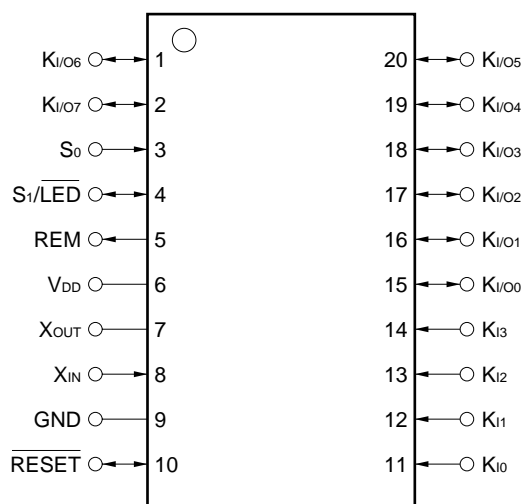 KI/O6 1 20 KI/O5
KI/O7 2 19 KI/O4
S0 3 18 KI/O3
S1/LED 4 17 KI/O2
REM 5 16 KI/O1
VDD 6 15 KI/O0
XOUT 7 14 KI3
XIN 8 13 KI2
GND 9 12 KI1
RESET 10 11 KI0